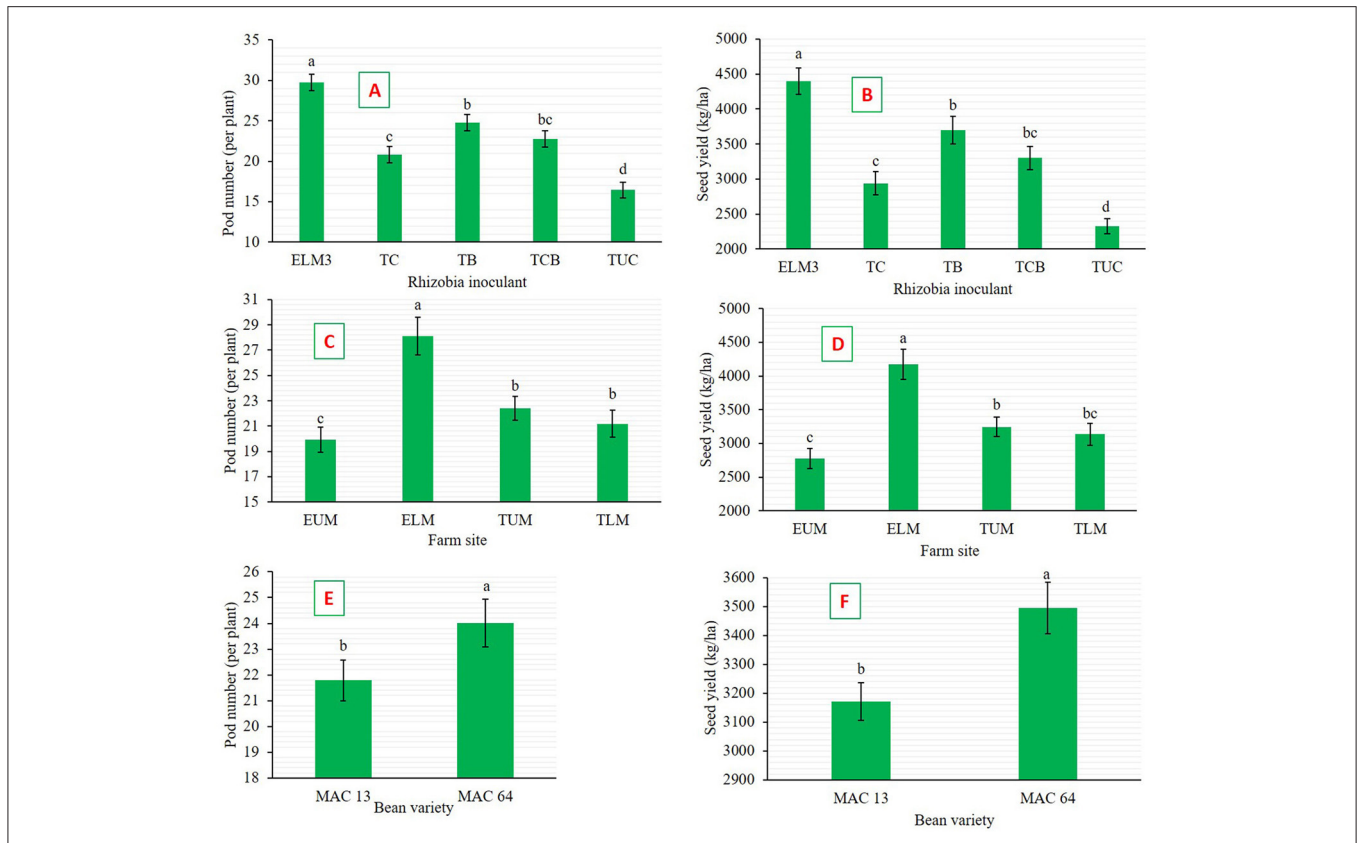 A
Pod number (per plant)
35
30
25
20
15
10
a
c
b
bc
d
ELM3 TC TB TCB TUC
Rhizobia inoculant
B
Seed yield (kg/ha)
5000
4500
4000
3500
3000
2500
2000
a
c
b
bc
d
ELM3 TC TB TCB TUC
Rhizobia inoculant
C
Pod number (per plant)
31
29
27
25
23
21
19
17
15
c
a
b
b
EUM ELM TUM TLM
Farm site
D
Seed yield (kg/ha)
5000
4500
4000
3500
3000
2500
2000
c
a
b
bc
EUM ELM TUM TLM
Farm site
E
Pod number (per plant)
26
25
24
23
22
21
20
19
18
b
a
MAC 13 MAC 64
Bean variety
F
Seed yield (kg/ha)
3600
3500
3400
3300
3200
3100
3000
2900
b
a
MAC 13 MAC 64
Bean variety